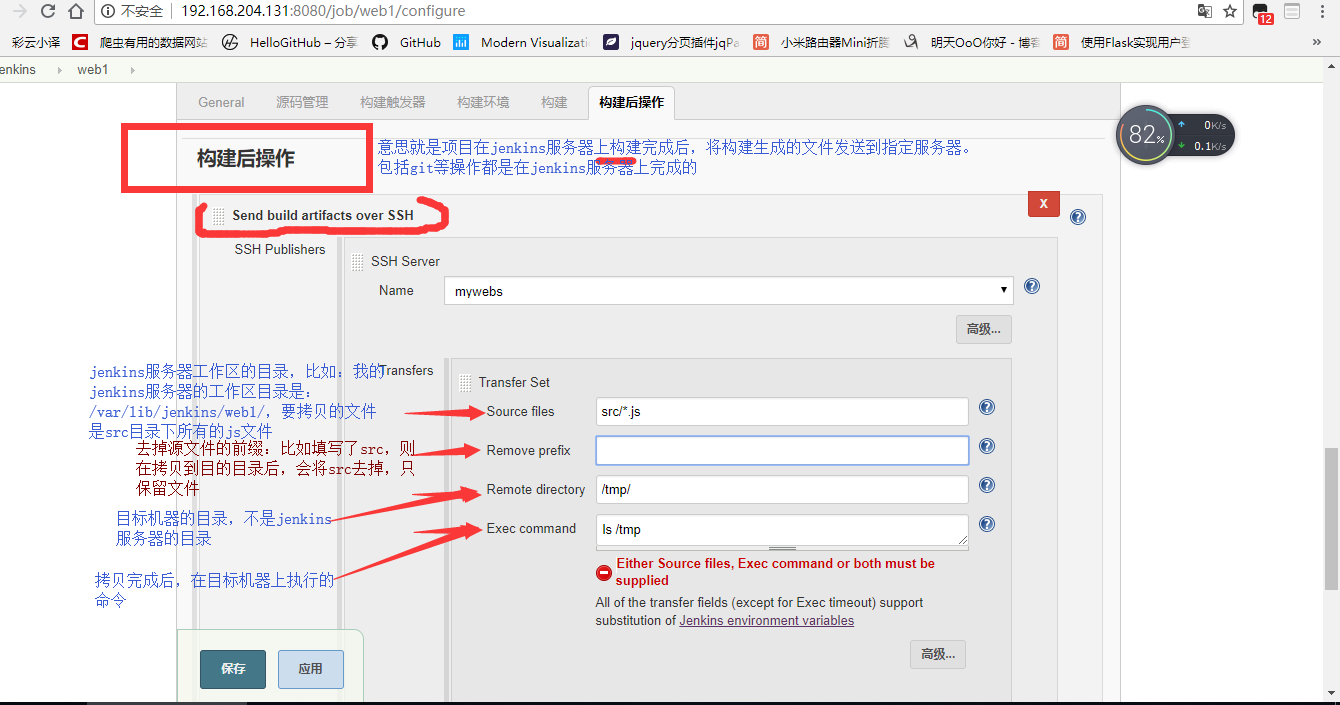 不安全 192.168.204.131:8080/job/web1/configure
12
彩云小译 爬虫有用的数据网站 HelloGitHub – 分享 GitHub Modern Visualizati jquery分页插件jqPa 简 小米路由器Mini折腾 明天OoO你好 - 博客 简 使用Flask实现用户登 »
enkins web1
General 源码管理 构建触发器 构建环境 构建 构建后操作
82% 0K/s
0.1K/s
构建后操作
意思就是项目在jenkins服务器上构建完成后，将构建生成的文件发送到指定服务器。
包括git等操作都是在jenkins服务器上完成的
Send build artifacts over SSH
X
SSH Publishers
SSH Server
Name mywebs
高级...
Transfers
Transfer Set
jenkins服务器工作区的目录，比如：我的
jenkins服务器的工作区目录是：
/var/lib/jenkins/web1/，要拷贝的文件
是src目录下所有的js文件
Source files src/*.js
去掉源文件的前缀：比如填写了src，则
在拷贝到目的目录后，会将src去掉，只
保留文件
Remove prefix
目标机器的目录，不是jenkins
服务器的目录
Remote directory /tmp/
拷贝完成后，在目标机器上执行的
命令
Exec command ls /tmp
Either Source files, Exec command or both must be
supplied
All of the transfer fields (except for Exec timeout) support
substitution of Jenkins environment variables
高级...
保存 应用